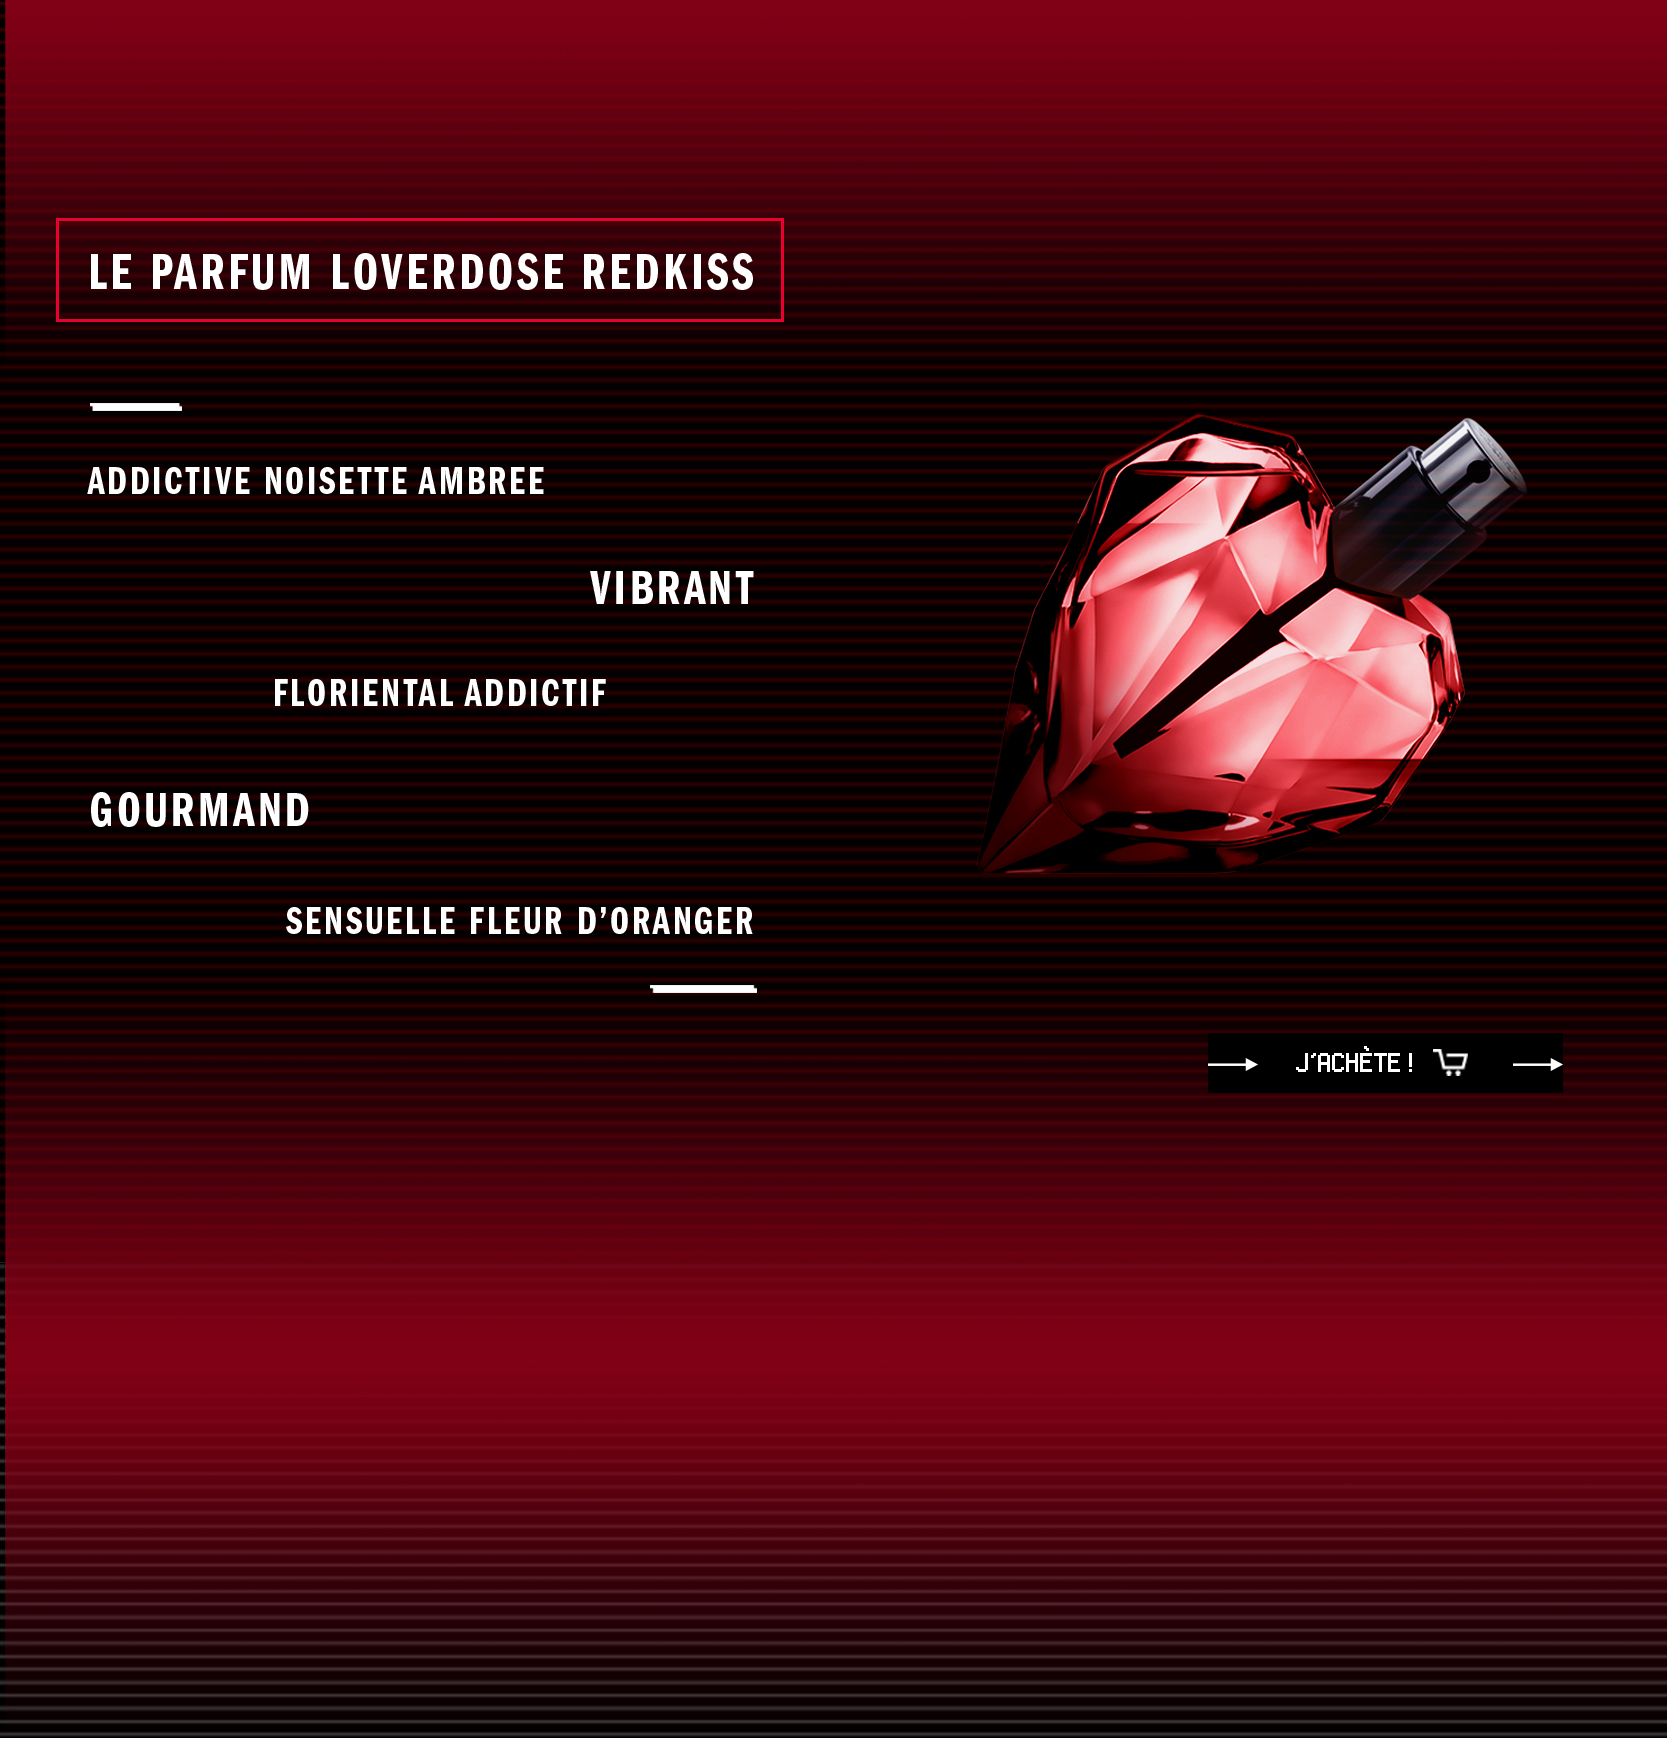 LE PARFUM LOVERDOSE REDKISS
ADDICTIVE NOISETTE AMBREE
VIBRANT
FLORIENTAL ADDICTIF
GOURMAND
SENSUELLE FLEUR D’ORANGER
J’ACHÈTE !